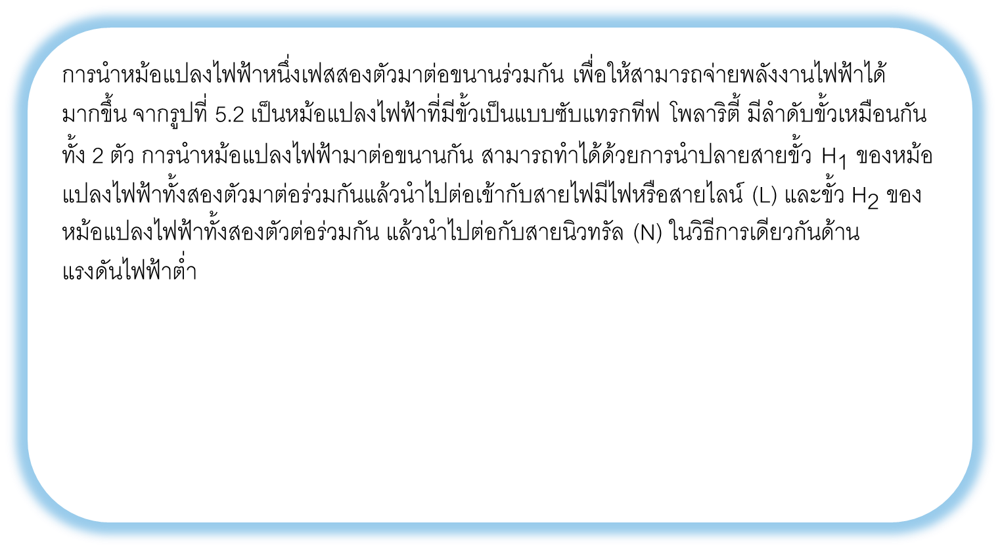 การนำหม้อแปลงไฟฟ้าหนึ่งเฟสสองตัวมาต่อขนานร่วมกัน เพื่อให้สามารถจ่ายพลังงานไฟฟ้าได้
มากขึ้น จากรูปที่ 5.2 เป็นหม้อแปลงไฟฟ้าที่มีขั้วเป็นแบบซับแทรกทีฟ โพลาริตี้ มีลำดับขั้วเหมือนกัน
ทั้ง 2 ตัว การนำหม้อแปลงไฟฟ้ามาต่อขนานกัน สามารถทำได้ด้วยการนำปลายสายขั้ว H₁ ของหม้อ
แปลงไฟฟ้าทั้งสองตัวมาต่อร่วมกันแล้วนำไปต่อเข้ากับสายไฟมีไฟหรือสายไลน์ (L) และขั้ว H₂ ของ
หม้อแปลงไฟฟ้าทั้งสองตัวต่อร่วมกัน แล้วนำไปต่อกับสายนิวทรัล (N) ในวิธีการเดียวกันด้าน
แรงดันไฟฟ้าต่ำ